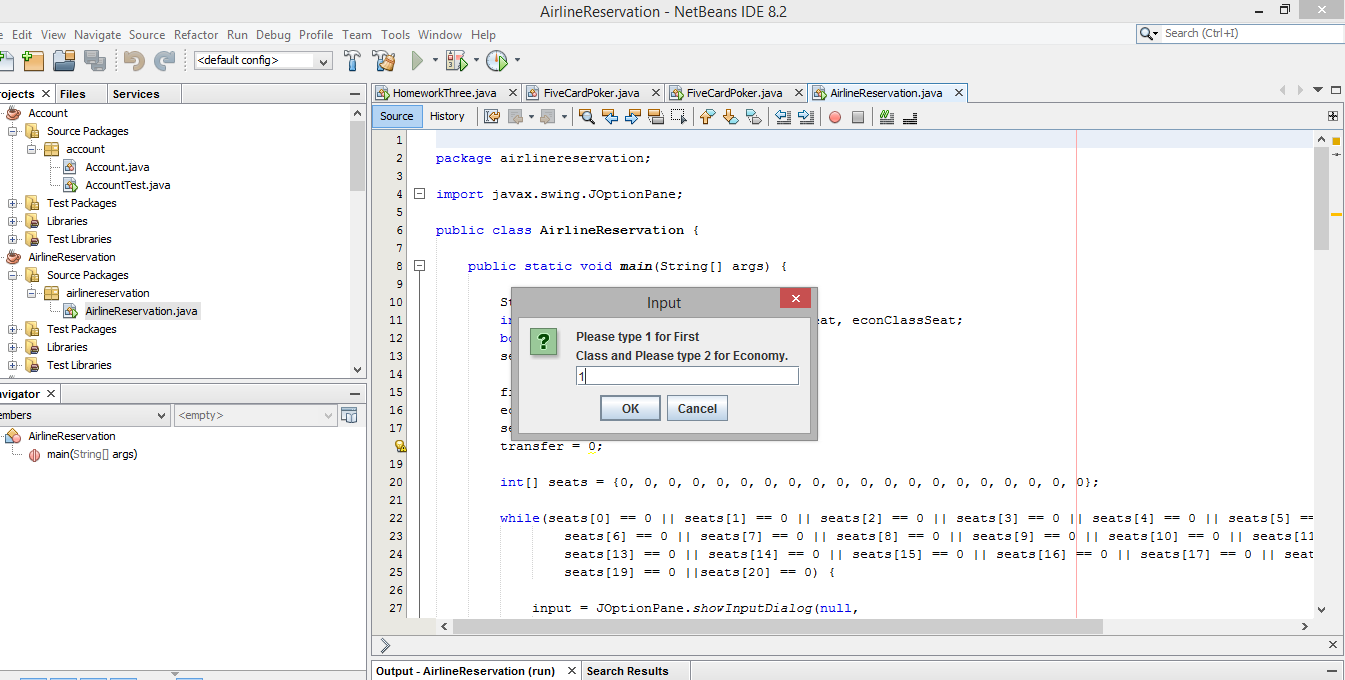 AirlineReservation - NetBeans IDE 8.2
Edit View Navigate Source Refactor Run Debug Profile Team Tools Window Help
Search (Ctrl+I)
<default config>
rojects Files Services
HomeworkThree.java FiveCardPoker.java FiveCardPoker.java AirlineReservation.java
Source History
Account
Source Packages
account
Account.java
AccountTest.java
Test Packages
Libraries
Test Libraries
AirlineReservation
Source Packages
airlinereservation
AirlineReservation.java
Test Packages
Libraries
Test Libraries
avigator
embers <empty>
AirlineReservation
main(String[] args)
1
2 package airlinereservation;
3
4 import javax.swing.JOptionPane;
5
6 public class AirlineReservation {
7
8 public static void main(String[] args) {
9
10 St
11 in eat, econClassSeat;
12 bo
13 se
14
15 fi
16 ec
17 se
transfer = 0;
19
20 int[] seats = {0, 0, 0, 0, 0, 0, 0, 0, 0, 0, 0, 0, 0, 0, 0, 0, 0, 0, 0, 0};
21
22 while(seats[0] == 0 || seats[1] == 0 || seats[2] == 0 || seats[3] == 0 || seats[4] == 0 || seats[5] ==
23 seats[6] == 0 || seats[7] == 0 || seats[8] == 0 || seats[9] == 0 || seats[10] == 0 || seats[11
24 seats[13] == 0 || seats[14] == 0 || seats[15] == 0 || seats[16] == 0 || seats[17] == 0 || seat
25 seats[19] == 0 ||seats[20] == 0) {
26
27 input = JOptionPane.showInputDialog(null,
Input
Please type 1 for First
Class and Please type 2 for Economy.
1
OK Cancel
Output - AirlineReservation (run) Search Results